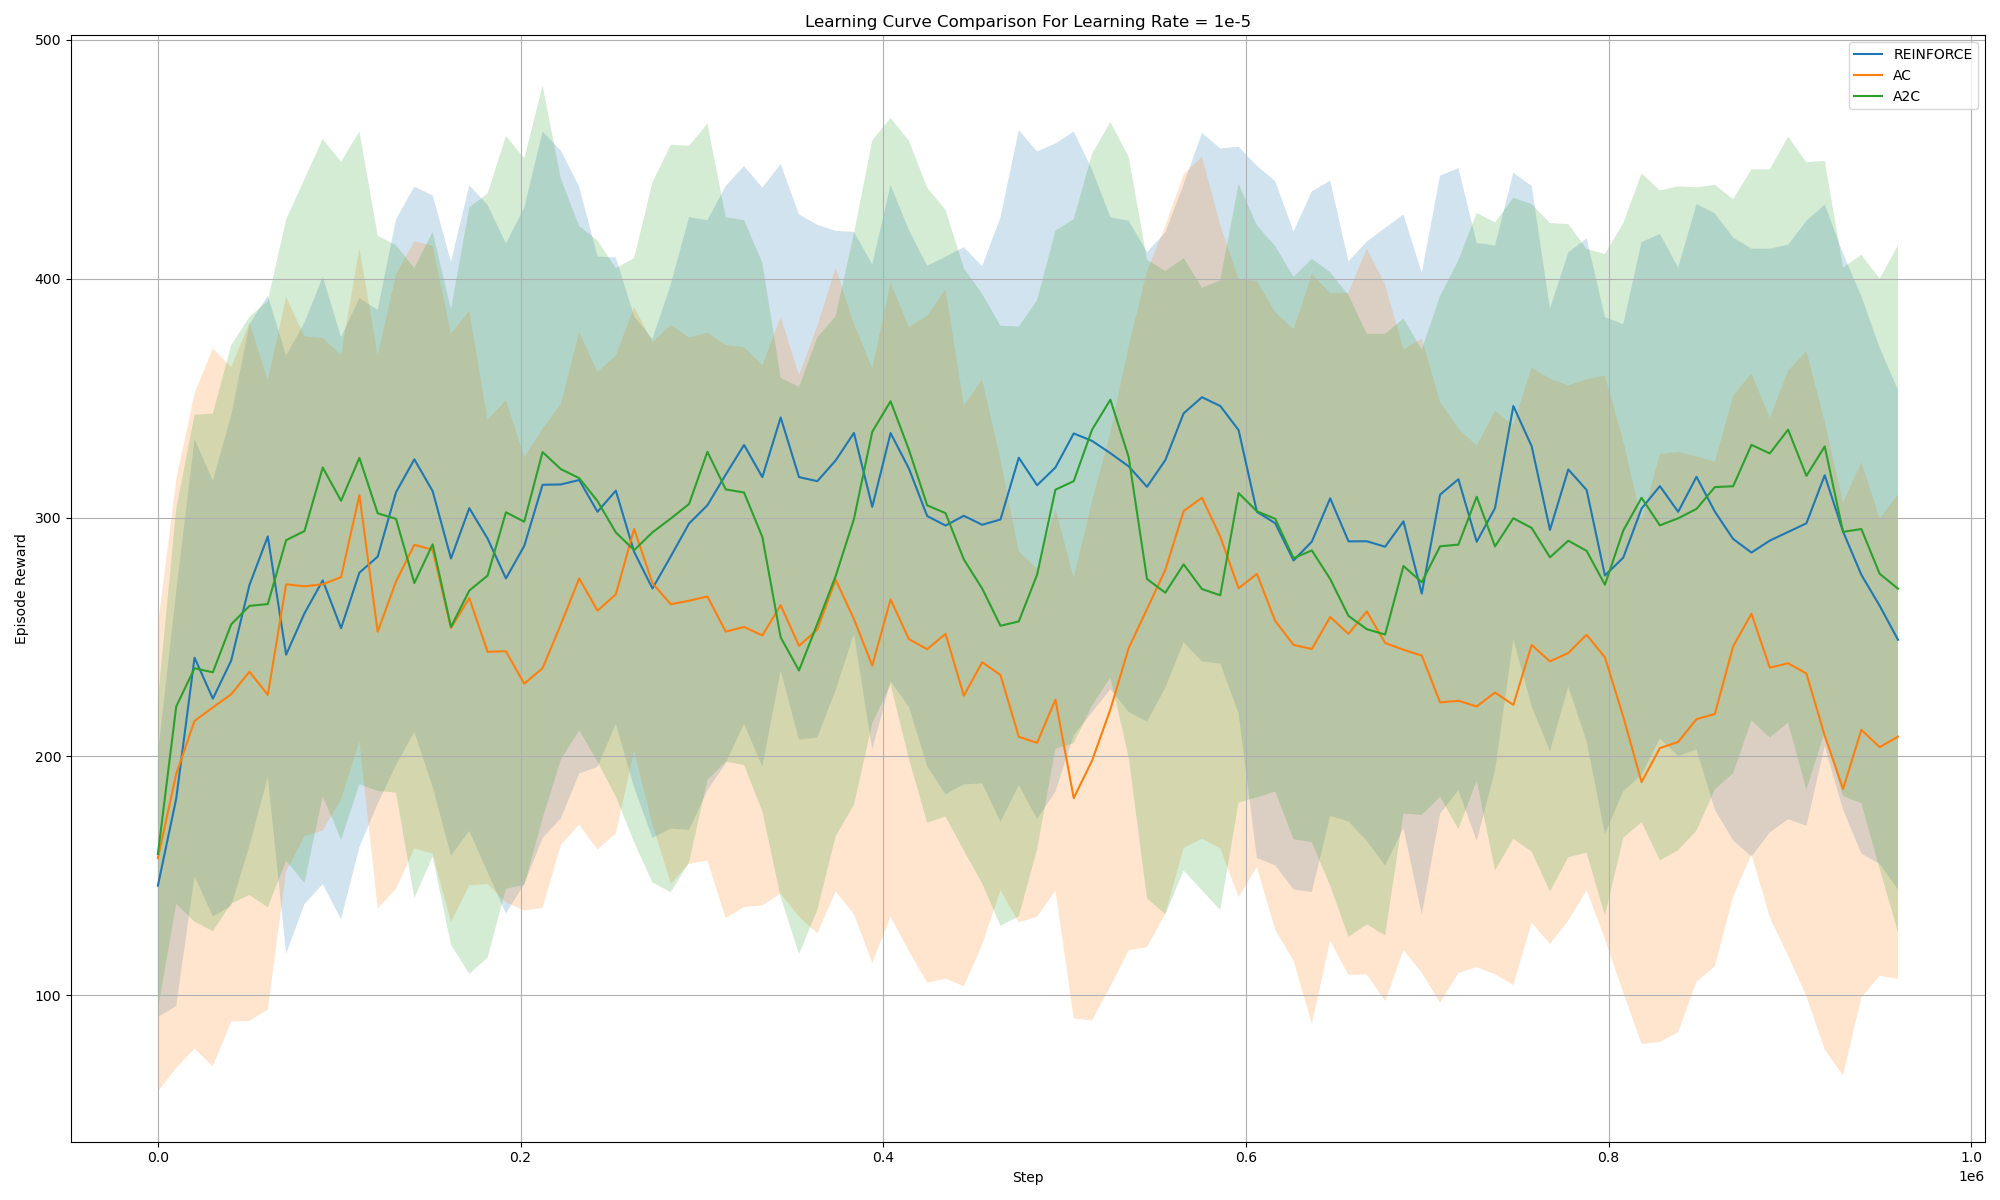 Learning Curve Comparison For Learning Rate = 1e-5
REINFORCE
AC
A2C
Episode Reward
500
400
300
200
100
0.0
0.2
0.4
0.6
0.8
1.0
1e6
Step